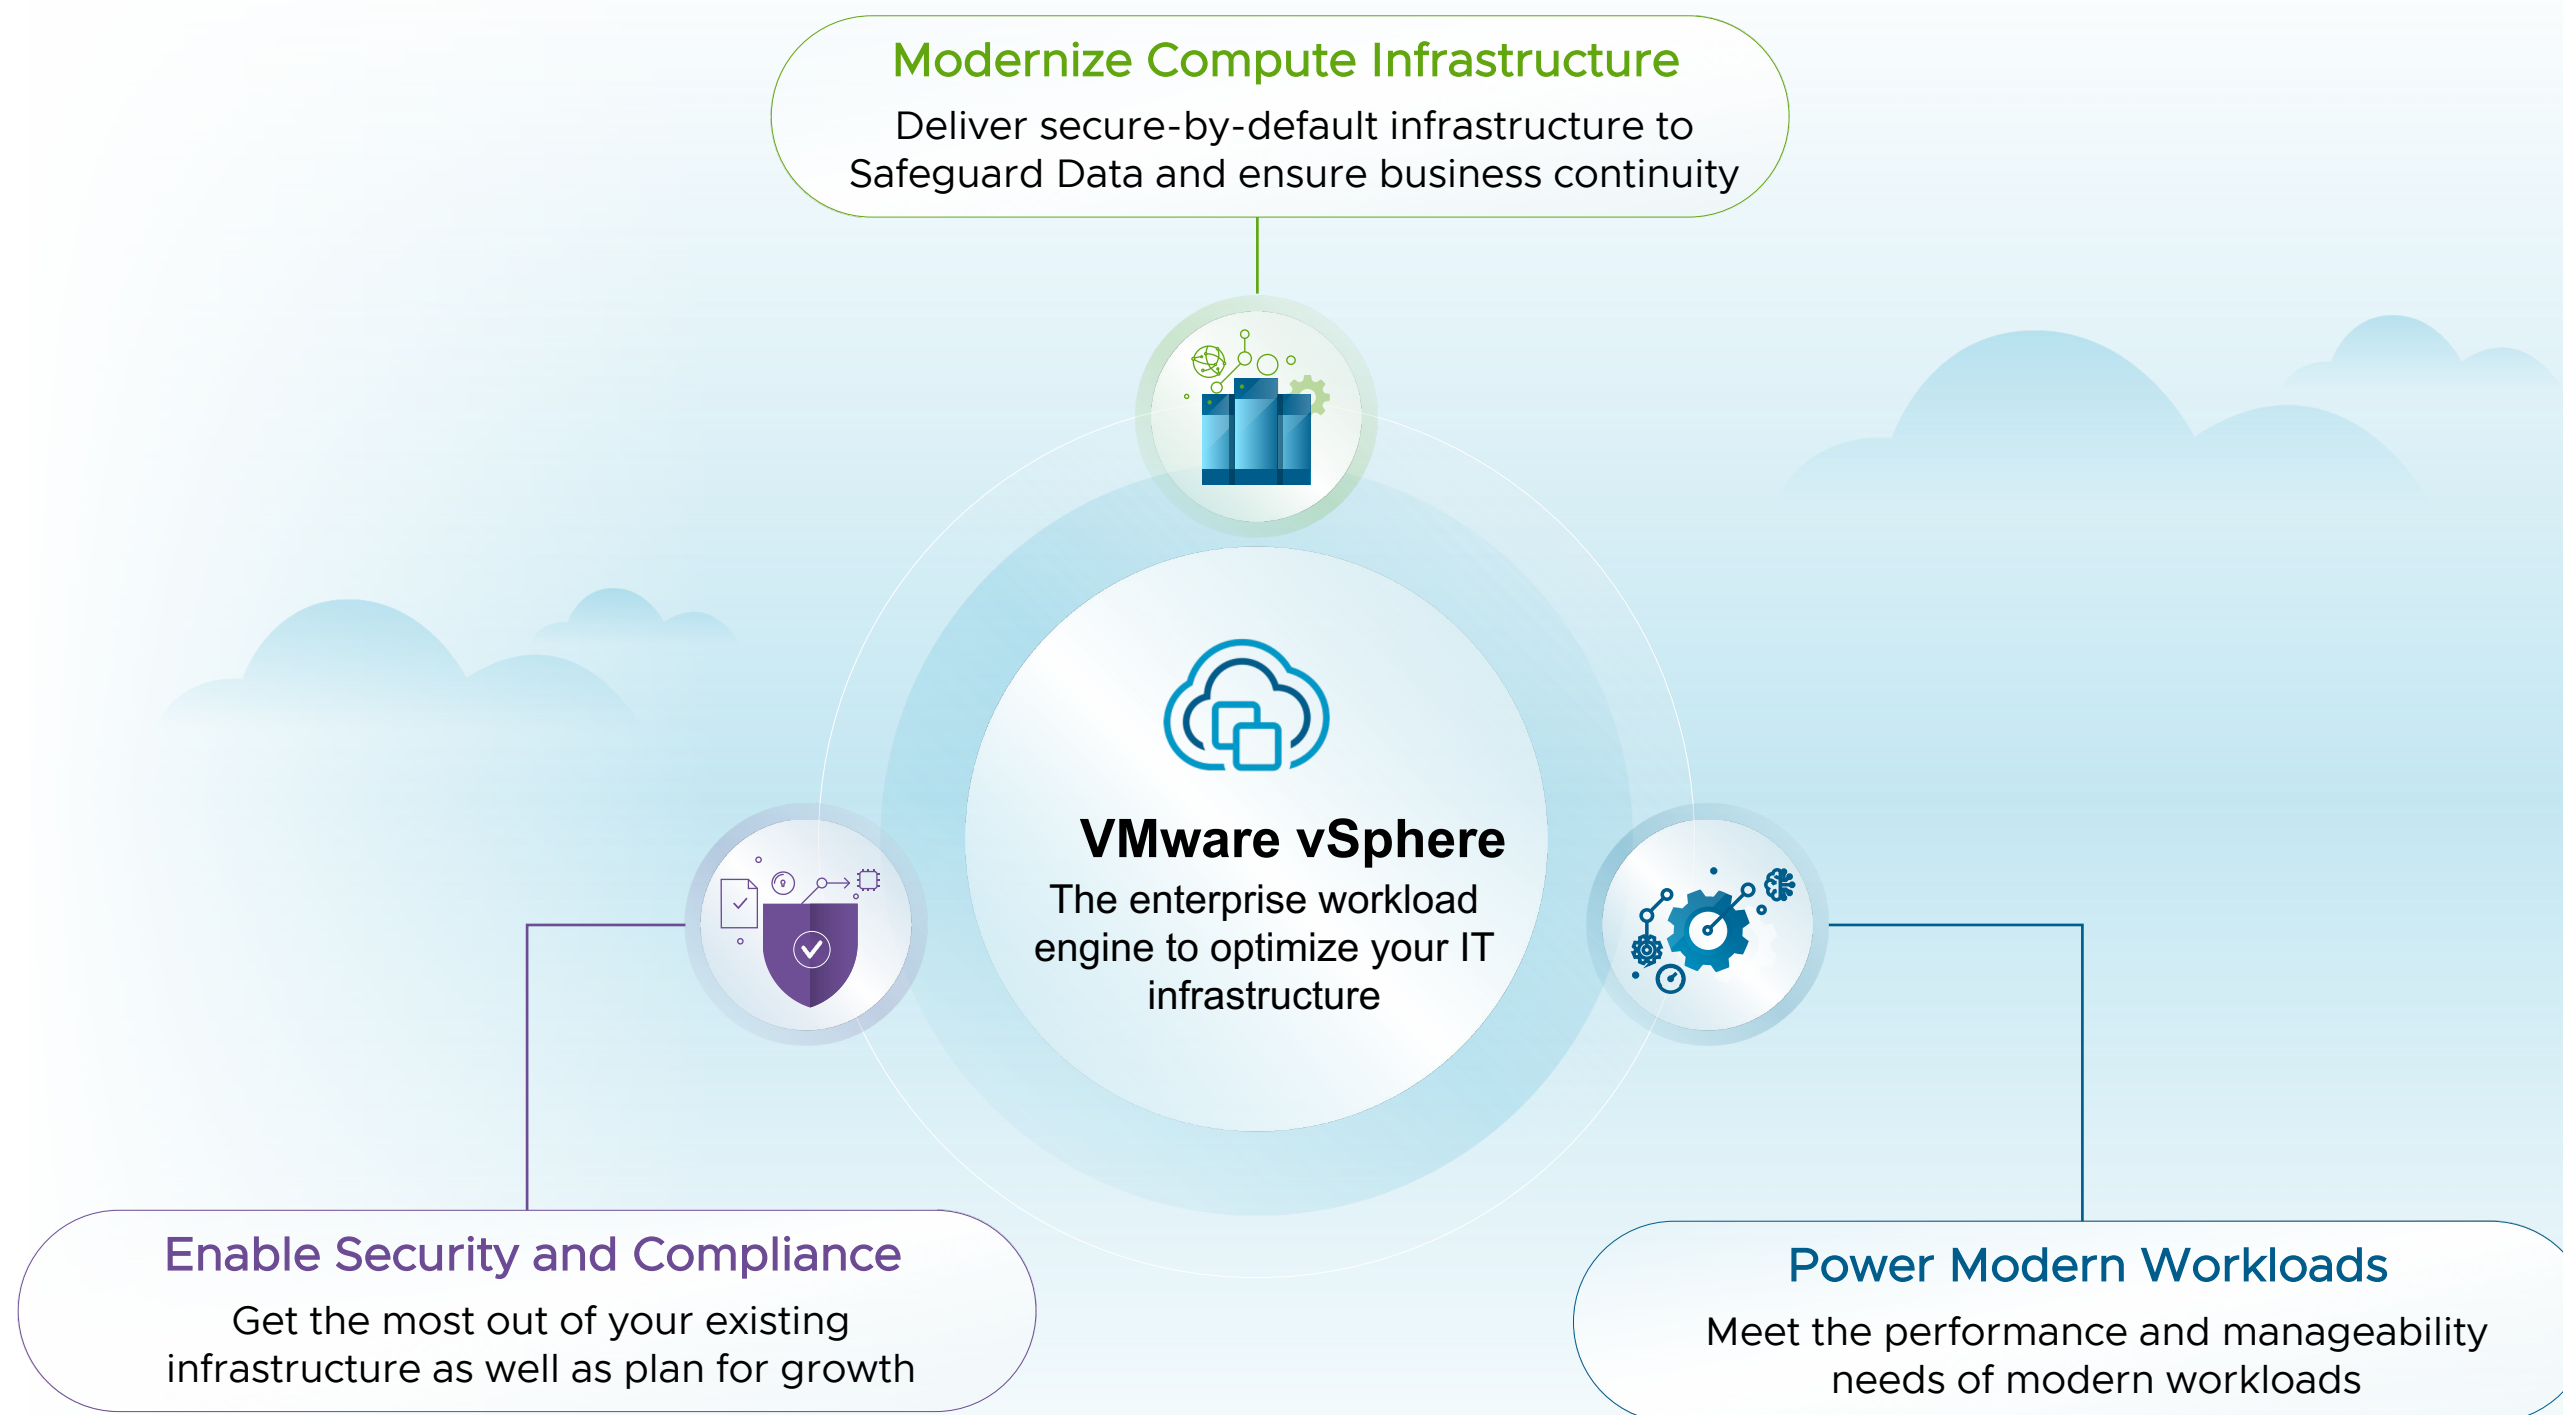 Modernize Compute Infrastructure
Deliver secure-by-default infrastructure to
Safeguard Data and ensure business continuity
VMware vSphere
The enterprise workload
engine to optimize your IT
infrastructure
Enable Security and Compliance
Get the most out of your existing
infrastructure as well as plan for growth
Power Modern Workloads
Meet the performance and manageability
needs of modern workloads